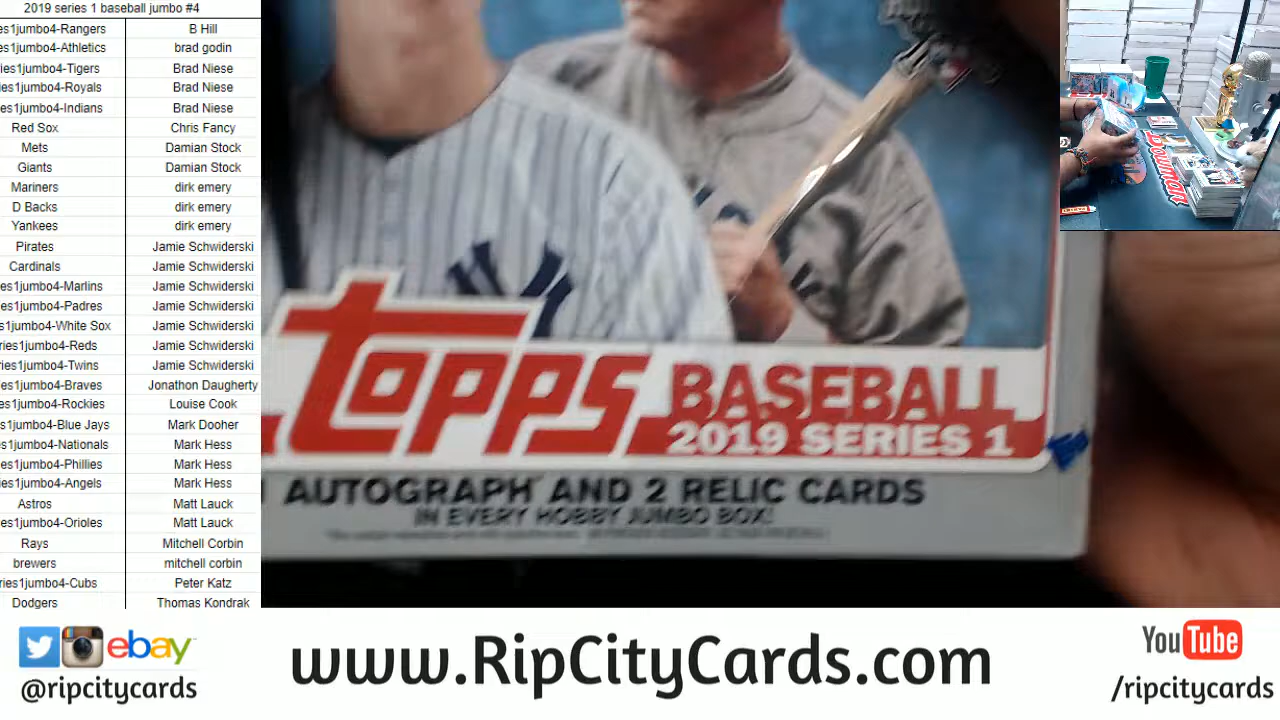 2019 series 1 baseball jumbo #4
es1jumbo4-Rangers B Hill
es1jumbo4-Athletics brad godin
ries1jumbo4-Tigers Brad Niese
ies1jumbo4-Royals Brad Niese
ies1jumbo4-Indians Brad Niese
Red Sox Chris Fancy
Mets Damian Stock
Giants Damian Stock
Mariners dirk emery
D Backs dirk emery
Yankees dirk emery
Pirates Jamie Schwiderski
Cardinals Jamie Schwiderski
es1jumbo4-Marlins Jamie Schwiderski
es1jumbo4-Padres Jamie Schwiderski
s1jumbo4-White Sox Jamie Schwiderski
ries1jumbo4-Reds Jamie Schwiderski
ries1jumbo4-Twins Jamie Schwiderski
ies1jumbo4-Braves Jonathon Daugherty
es1jumbo4-Rockies Louise Cook
es1jumbo4-Blue Jays Mark Dooher
es1jumbo4-Nationals Mark Hess
es1jumbo4-Phillies Mark Hess
es1jumbo4-Angels Mark Hess
Astros Matt Lauck
es1jumbo4-Orioles Matt Lauck
Rays Mitchell Corbin
brewers mitchell corbin
ries1jumbo4-Cubs Peter Katz
Dodgers Thomas Kondrak
NY
topps BASEBALL
2019 SERIES 1
AUTOGRAPH AND 2 RELIC CARDS
IN EVERY HOBBY JUMBO BOX!
Bowman
ebay
@ripcitycards
www.RipCityCards.com
YouTube
/ripcitycards